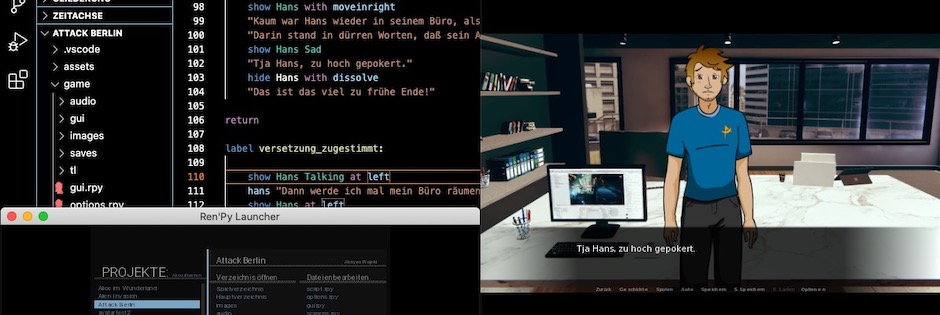 GLIEDERUNG
ZEITACHSE
ATTACK BERLIN
.vscode
assets
game
audio
gui
images
saves
tl
gui.rpy
options.rpy
98 show Hans with moveright
99 "Kaum war Hans wieder in seinem Büro, als
100 "Darin stand in dürren Worten, daß sein A
101 show Hans Sad
102 "Tja Hans, zu hoch gepokert."
103 hide Hans with dissolve
104 "Das ist das viel zu frühe Ende!"
105
106 return
107
108 label versetzung_zugestimmt:
109
110 show Hans Talking at left
111 hans "Dann werde ich mal mein Büro räumen
112 show Hans at left
Ren'Py Launcher
PROJEKTE: Aktualisieren
Alice im Wunderland
Alien Invasion
Attack Berlin
avatartest2
Attack Berlin Aktives Projekt
Verzeichnis öffnen
Spielverzeichnis
Hauptverzeichnis
images
audio
Dateien bearbeiten
script.rpy
options.rpy
gui.rpy
screens.rpy
Tja Hans, zu hoch gepokert.
Zurück Geschichte Spulen Auto Speichern S. Speichern S. Laden Optionen